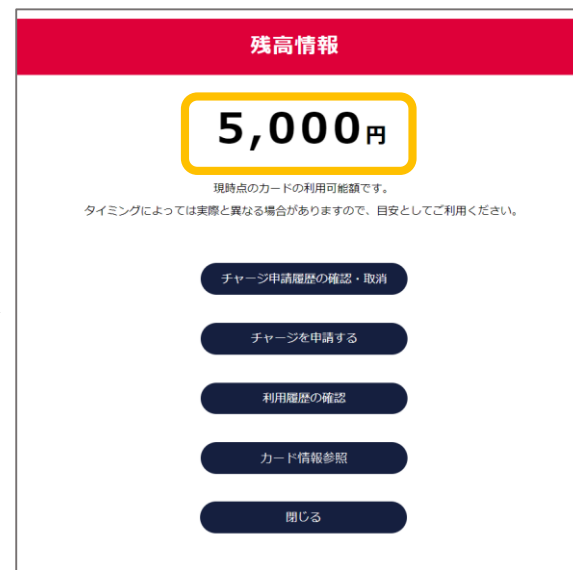 残高情報
5,000円
現時点のカードの利用可能額です。
タイミングによっては実際と異なる場合がありますので、目安としてご利用ください。
チャージ申請履歴の確認・取消
チャージを申請する
利用履歴の確認
カード情報参照
閉じる